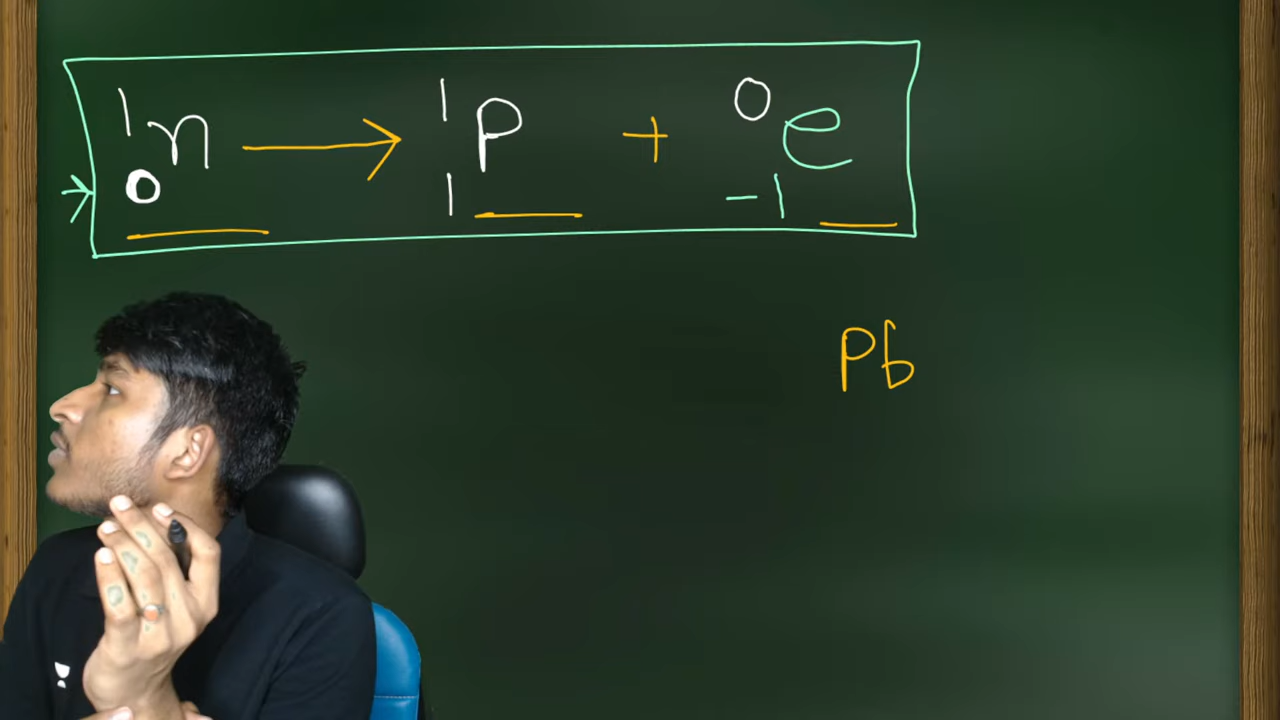 ¹₀n → ¹₁p + ⁰₋₁e
Pb